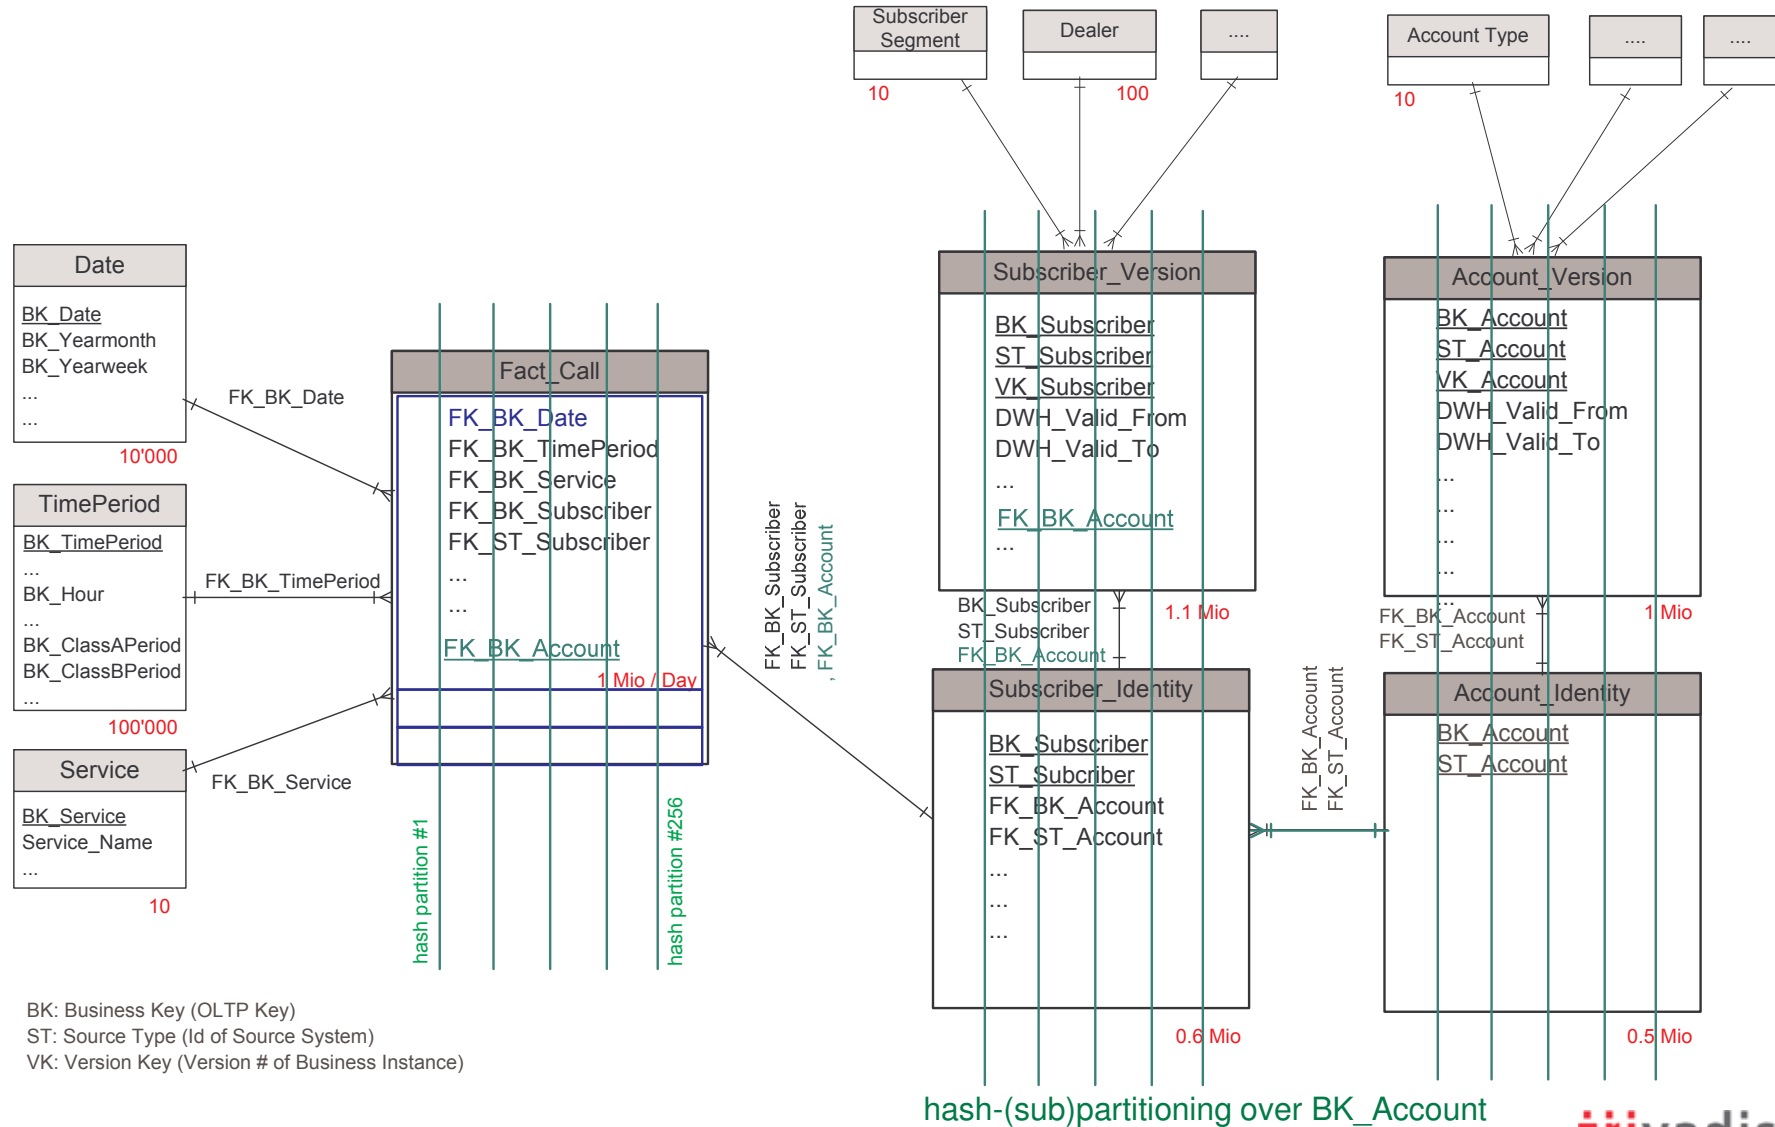 Subscriber
Segment
10
Dealer
100
....
Account Type
10
....
....
Date
BK_Date
BK_Yearmonth
BK_Yearweek
...
...
10'000
FK_BK_Date
TimePeriod
BK_TimePeriod
...
BK_Hour
...
BK_ClassAPeriod
BK_ClassBPeriod
...
100'000
FK_BK_TimePeriod
Service
BK_Service
Service_Name
...
10
FK_BK_Service
Fact_Call
FK_BK_Date
FK_BK_TimePeriod
FK_BK_Service
FK_BK_Subscriber
FK_ST_Subscriber
...
...
FK_BK_Account
1 Mio / Day
hash partition #1
hash partition #256
FK_BK_Subscriber
FK_ST_Subscriber
, FK_BK_Account
Subscriber_Version
BK_Subscriber
ST_Subscriber
VK_Subscriber
DWH_Valid_From
DWH_Valid_To
...
FK_BK_Account
...
1.1 Mio
BK_Subscriber
ST_Subscriber
FK_BK_Account
Subscriber_Identity
BK_Subscriber
ST_Subcriber
FK_BK_Account
FK_ST_Account
...
...
...
0.6 Mio
FK_BK_Account
FK_ST_Account
Account_Version
BK_Account
ST_Account
VK_Account
DWH_Valid_From
DWH_Valid_To
...
...
...
...
...
1 Mio
FK_BK_Account
FK_ST_Account
Account_Identity
BK_Account
ST_Account
0.5 Mio
BK: Business Key (OLTP Key)
ST: Source Type (Id of Source System)
VK: Version Key (Version # of Business Instance)
hash-(sub)partitioning over BK_Account